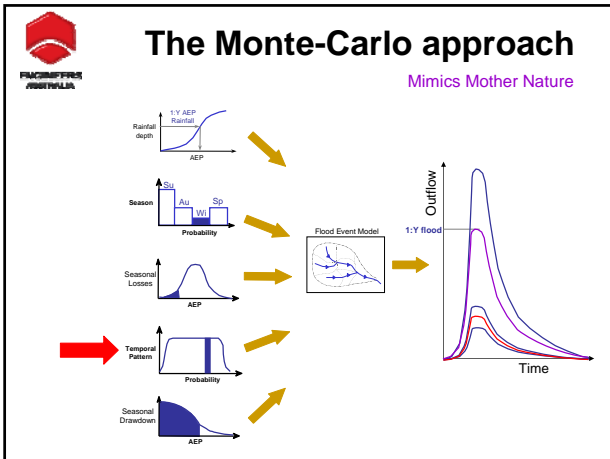 The Monte-Carlo approach
Mimics Mother Nature
ENGINEERS
AUSTRALIA
1:Y AEP
Rainfall
Rainfall
depth
AEP
Su
Au
Wi
Sp
Season
Probability
Seasonal
Losses
AEP
Temporal
Pattern
Probability
Seasonal
Drawdown
AEP
Flood Event Model
Outflow
1:Y flood
Time